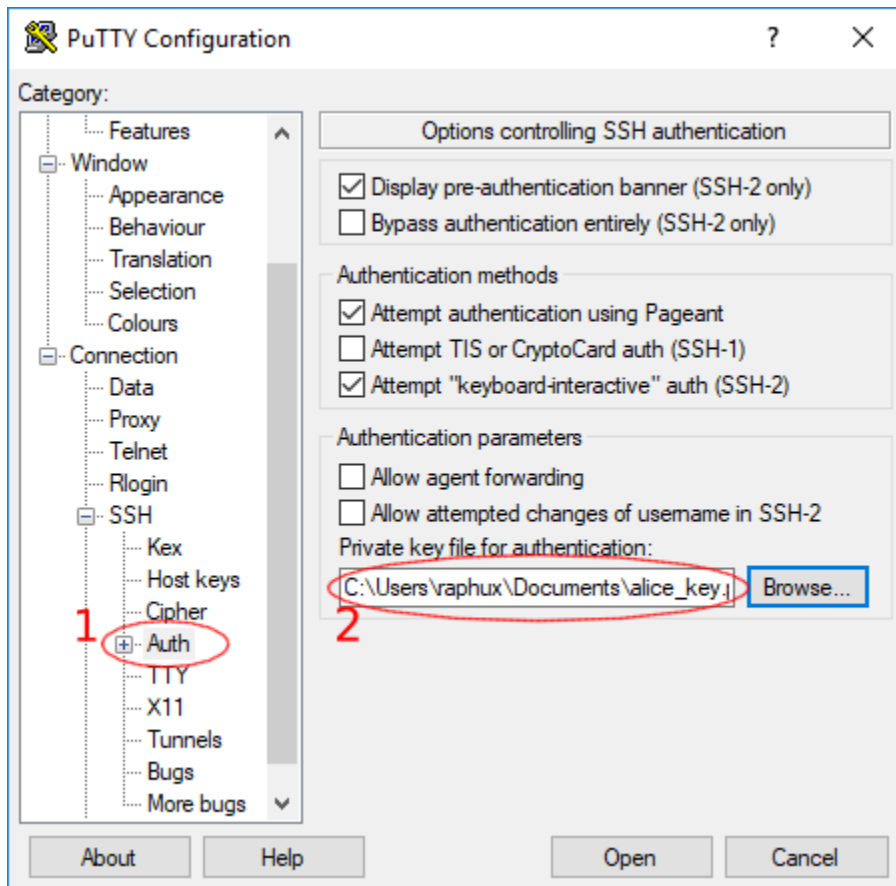 PuTTY Configuration
?
Category:
Features
Window
Appearance
Behaviour
Translation
Selection
Colours
Connection
Data
Proxy
Telnet
Rlogin
SSH
Kex
Host keys
Cipher
1
Auth
TTY
X11
Tunnels
Bugs
More bugs
Options controlling SSH authentication
Display pre-authentication banner (SSH-2 only)
Bypass authentication entirely (SSH-2 only)
Authentication methods
Attempt authentication using Pageant
Attempt TIS or CryptoCard auth (SSH-1)
Attempt "keyboard-interactive" auth (SSH-2)
Authentication parameters
Allow agent forwarding
Allow attempted changes of username in SSH-2
Private key file for authentication:
C:\Users\raphux\Documents\alice_key.p
Browse...
2
About
Help
Open
Cancel